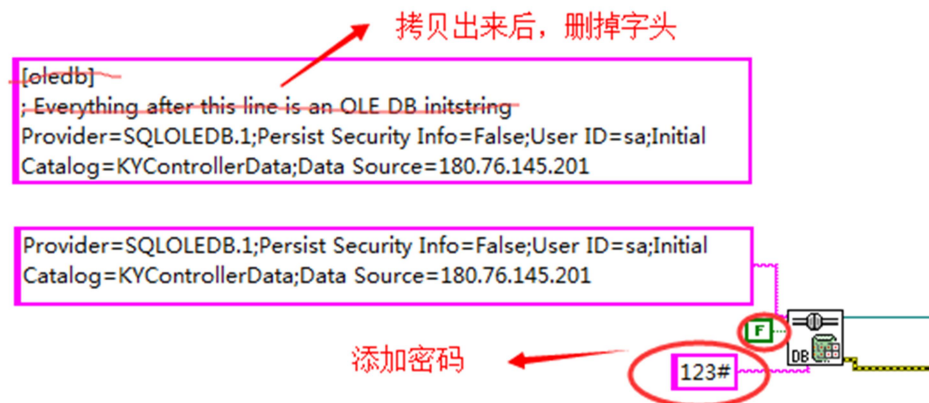 拷贝出来后，删掉字头
[oledb]
; Everything after this line is an OLE DB initstring
Provider=SQLOLEDB.1;Persist Security Info=False;User ID=sa;Initial
Catalog=KYControllerData;Data Source=180.76.145.201
Provider=SQLOLEDB.1;Persist Security Info=False;User ID=sa;Initial
Catalog=KYControllerData;Data Source=180.76.145.201
F
DB
添加密码
123#